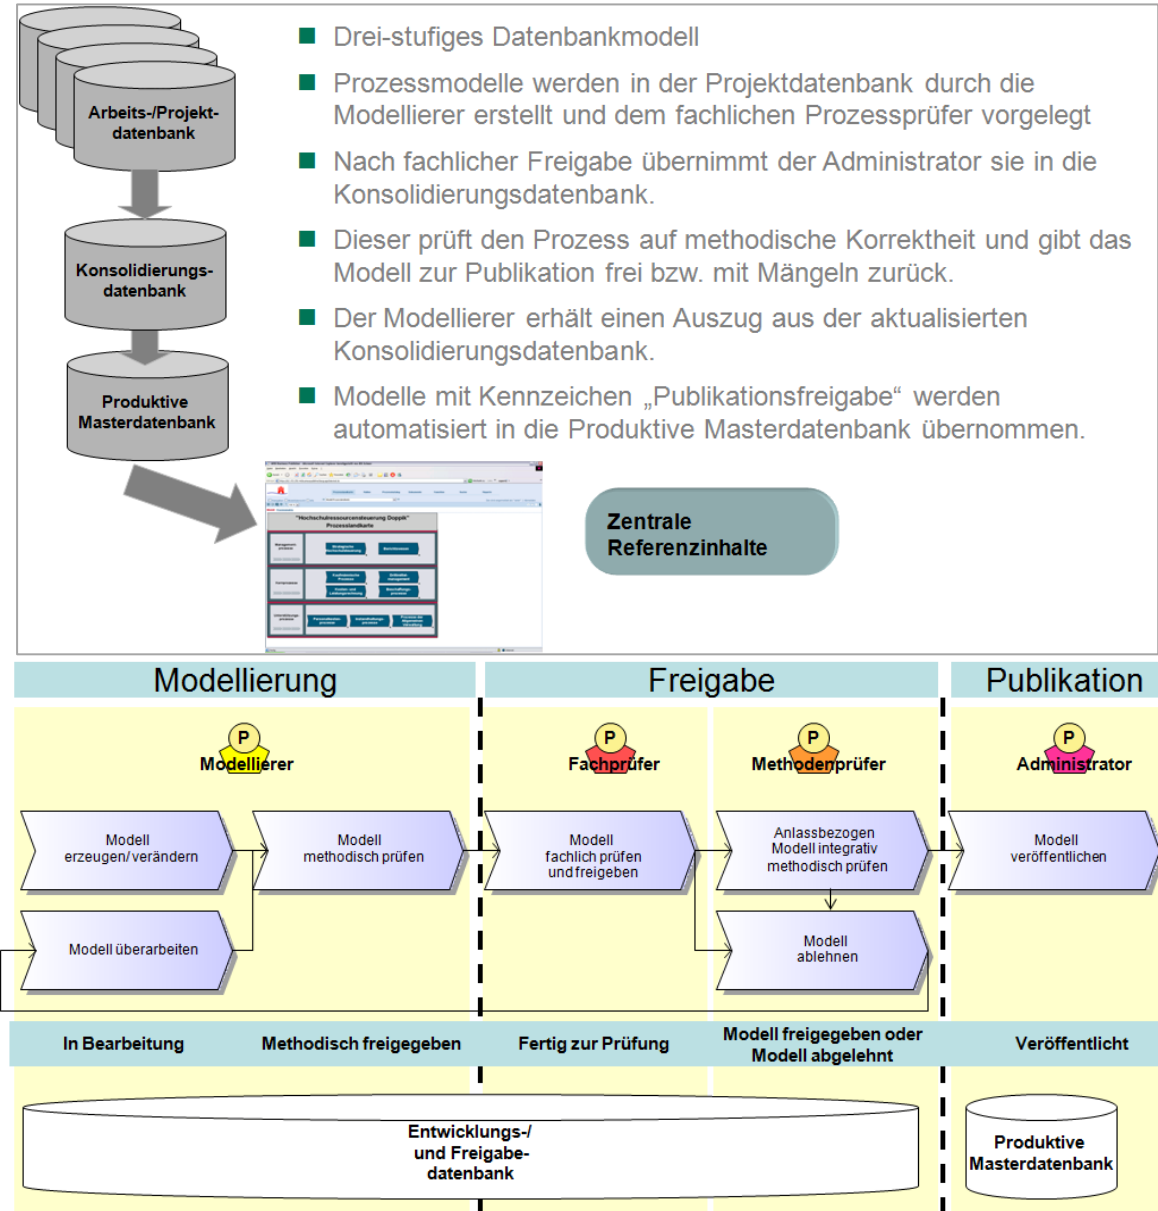 Arbeits-/Projekt-
datenbank
Konsolidierungs-
datenbank
Produktive
Masterdatenbank
Drei-stufiges Datenbankmodell
Prozessmodelle werden in der Projektdatenbank durch die
Modellierer erstellt und dem fachlichen Prozessprüfer vorgelegt
Nach fachlicher Freigabe übernimmt der Administrator sie in die
Konsolidierungsdatenbank.
Dieser prüft den Prozess auf methodische Korrektheit und gibt das
Modell zur Publikation frei bzw. mit Mängeln zurück.
Der Modellierer erhält einen Auszug aus der aktualisierten
Konsolidierungsdatenbank.
Modelle mit Kennzeichen „Publikationsfreigabe“ werden
automatisiert in die Produktive Masterdatenbank übernommen.
"Hochschulressourcensteuerung Doppik"
Prozesslandkarte
Zentrale
Referenzinhalte
Modellierung
Freigabe
Publikation
P
Modellierer
P
Fachprüfer
P
Methodenprüfer
P
Administrator
Modell
erzeugen/verändern
Modell
methodisch prüfen
Modell
fachlich prüfen
und freigeben
Anlassbezogen
Modell integrativ
methodisch prüfen
Modell
veröffentlichen
Modell überarbeiten
Modell
ablehnen
In Bearbeitung
Methodisch freigegeben
Fertig zur Prüfung
Modell freigegeben oder
Modell abgelehnt
Veröffentlicht
Entwicklungs-/
und Freigabe-
datenbank
Produktive
Masterdatenbank